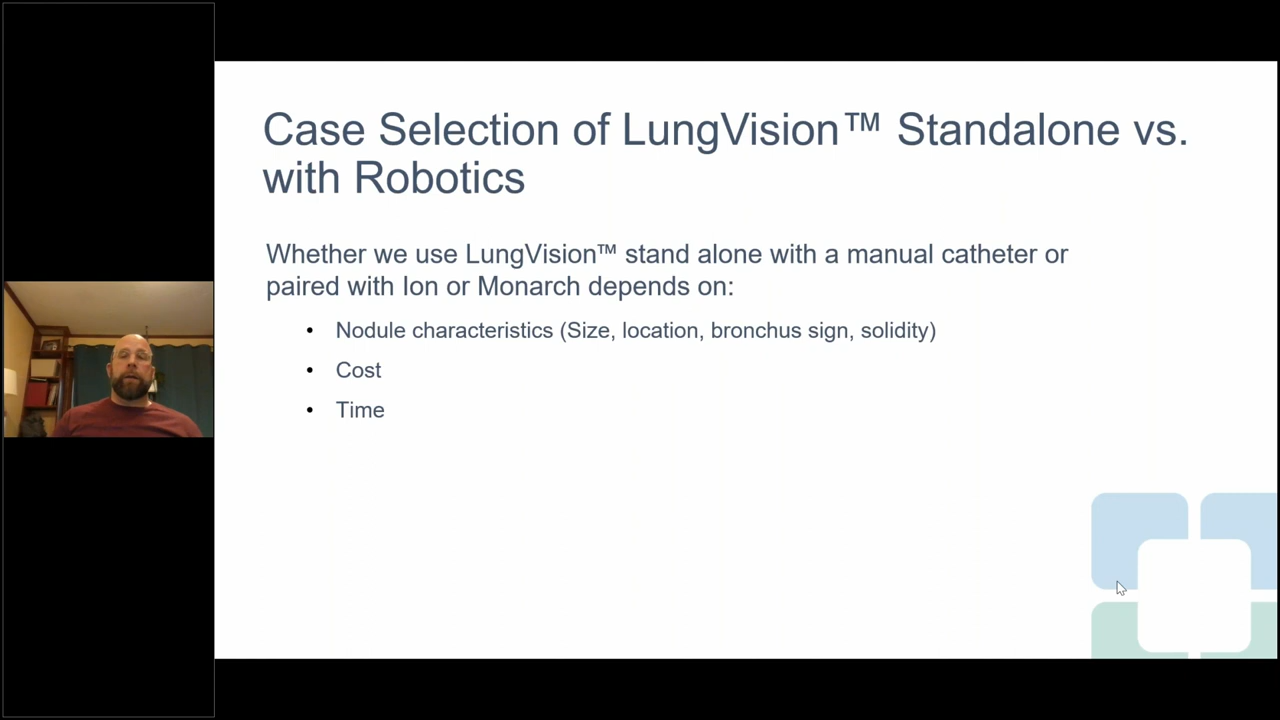 Case Selection of LungVision™ Standalone vs.
with Robotics
Whether we use LungVision™ stand alone with a manual catheter or
paired with Ion or Monarch depends on:
• Nodule characteristics (Size, location, bronchus sign, solidity)
• Cost
• Time